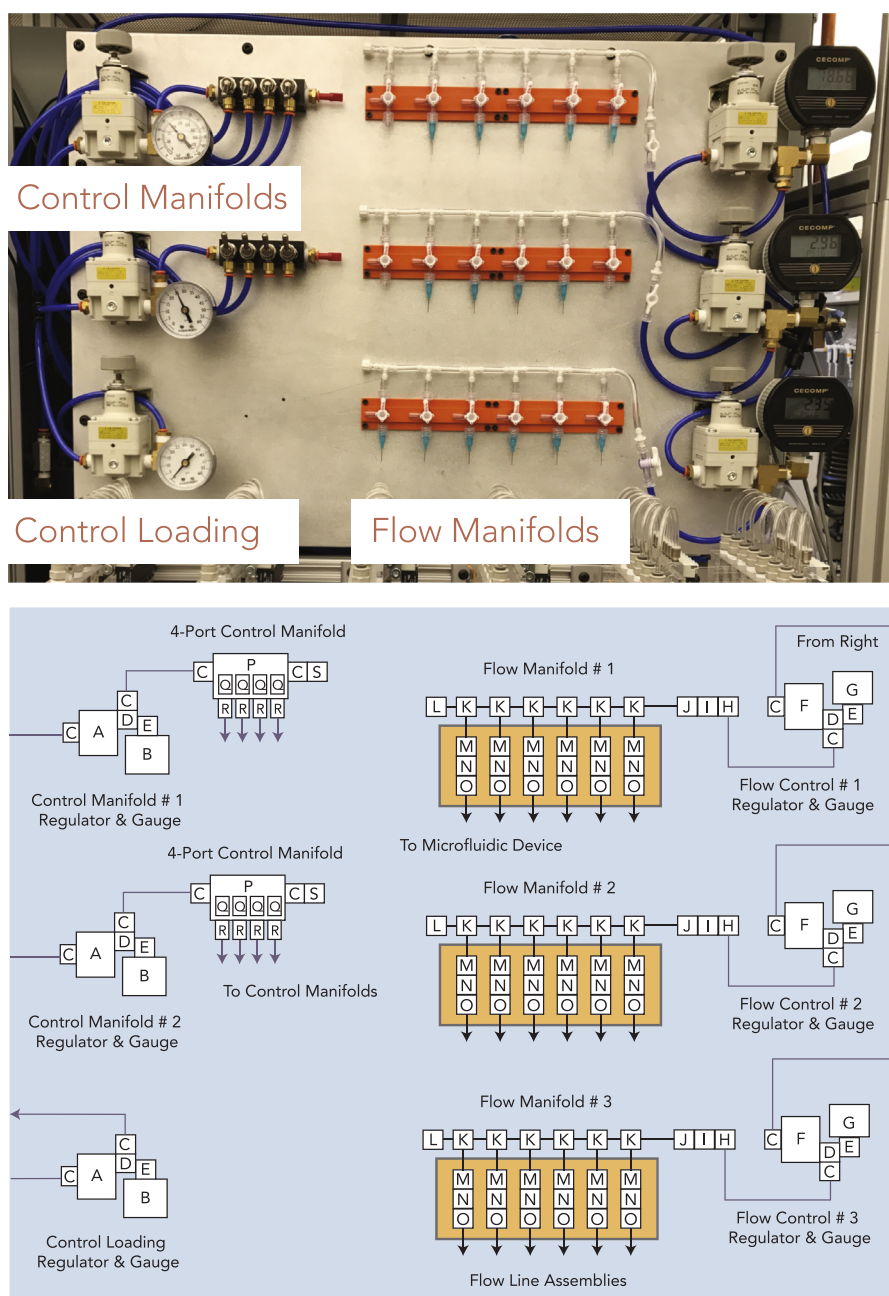 CECOMP
Control Manifolds
CECOMP
2.96
CECOMP
Control Loading
Flow Manifolds
4-Port Control Manifold
C P C S
Q Q Q Q
R R R R
C
D E
C A
B
Control Manifold # 1
Regulator & Gauge
Flow Manifold # 1
L K K K K K K J I H
M M M M M M
N N N N N N
O O O O O O
To Microfluidic Device
From Right
G
C F
D E
C
Flow Control # 1
Regulator & Gauge
4-Port Control Manifold
C P C S
Q Q Q Q
R R R R
C
D E
C A
B
To Control Manifolds
Control Manifold # 2
Regulator & Gauge
Flow Manifold # 2
L K K K K K K J I H
M M M M M M
N N N N N N
O O O O O O
G
C F
D E
C
Flow Control # 2
Regulator & Gauge
C
D E
C A
B
Control Loading
Regulator & Gauge
Flow Manifold # 3
L K K K K K K J I H
M M M M M M
N N N N N N
O O O O O O
Flow Line Assemblies
G
C F
D E
C
Flow Control # 3
Regulator & Gauge